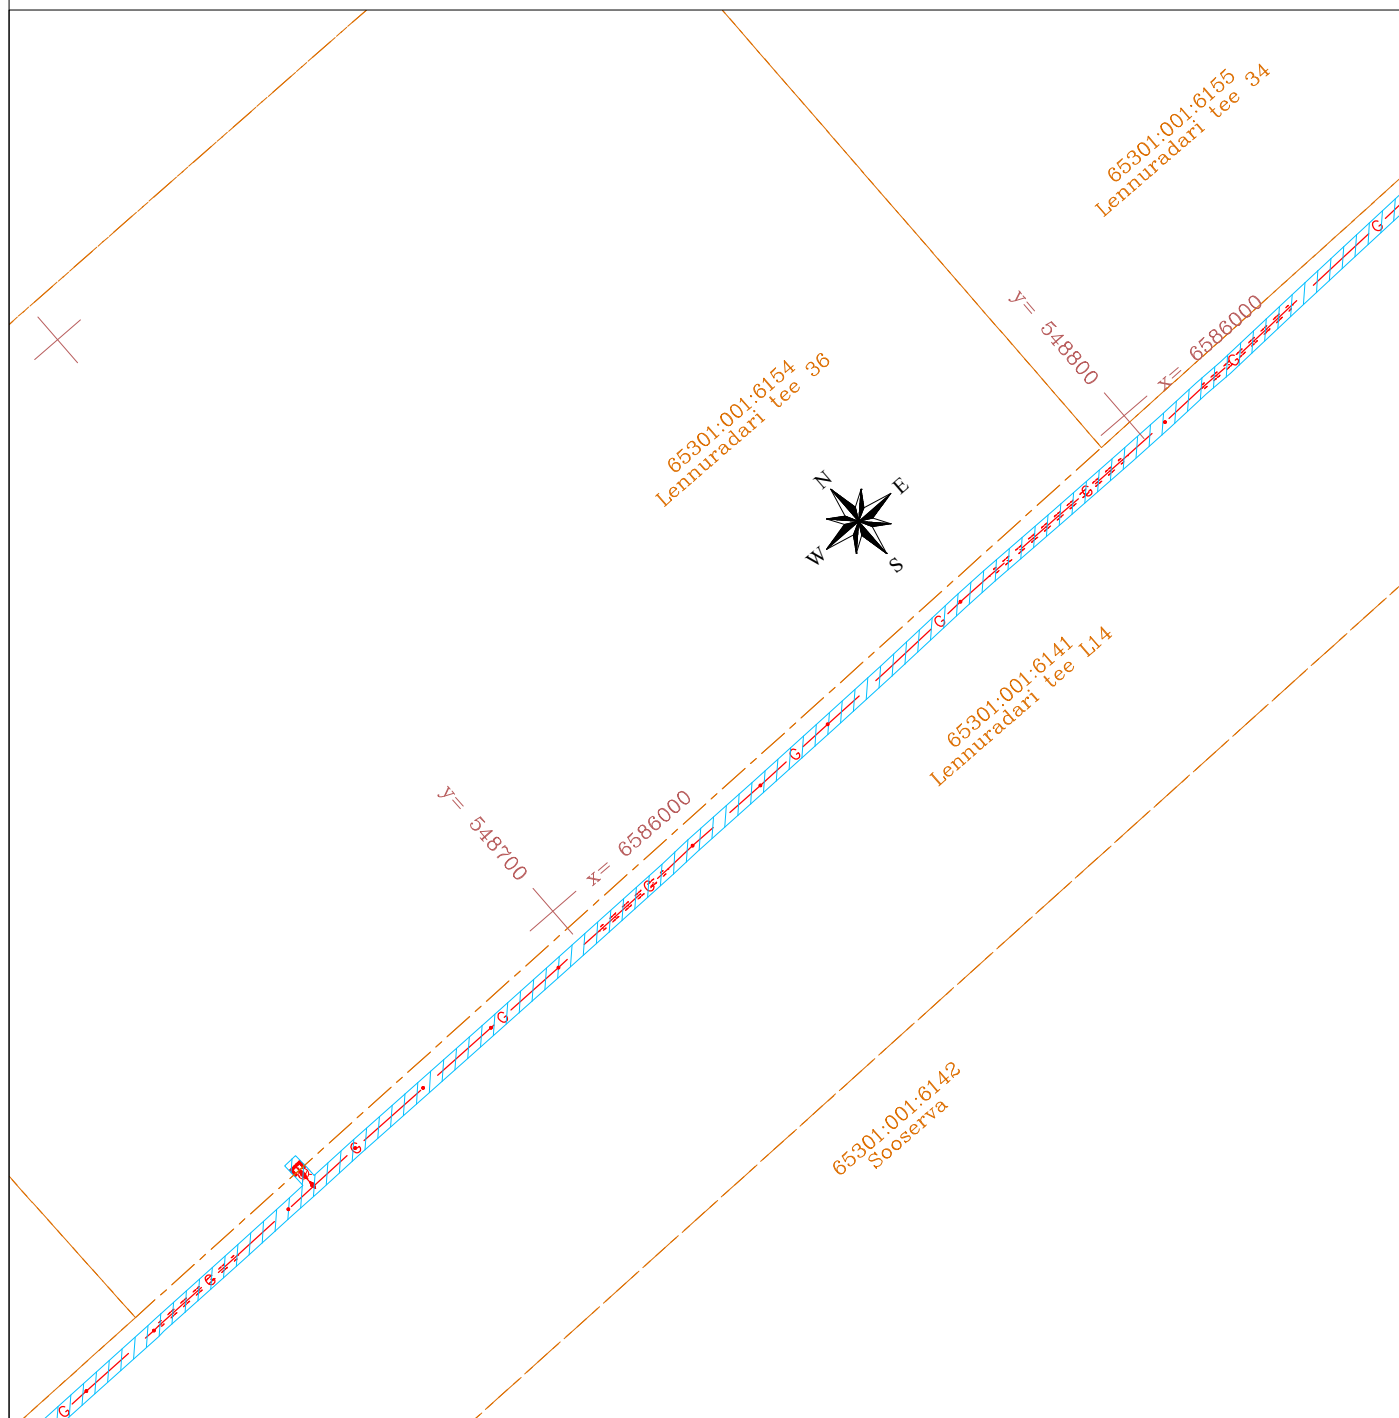 65301:001:6155
Lennuradari tee 34
G
y= 548800
x= 6586000
G
65301:001:6154
Lennuradari tee 36
N
E
W
S
G
G
65301:001:6141
Lennuradari tee L14
G
y= 548700
x= 6586000
G
G
65301:001:6142
Sooserva
G
G
G